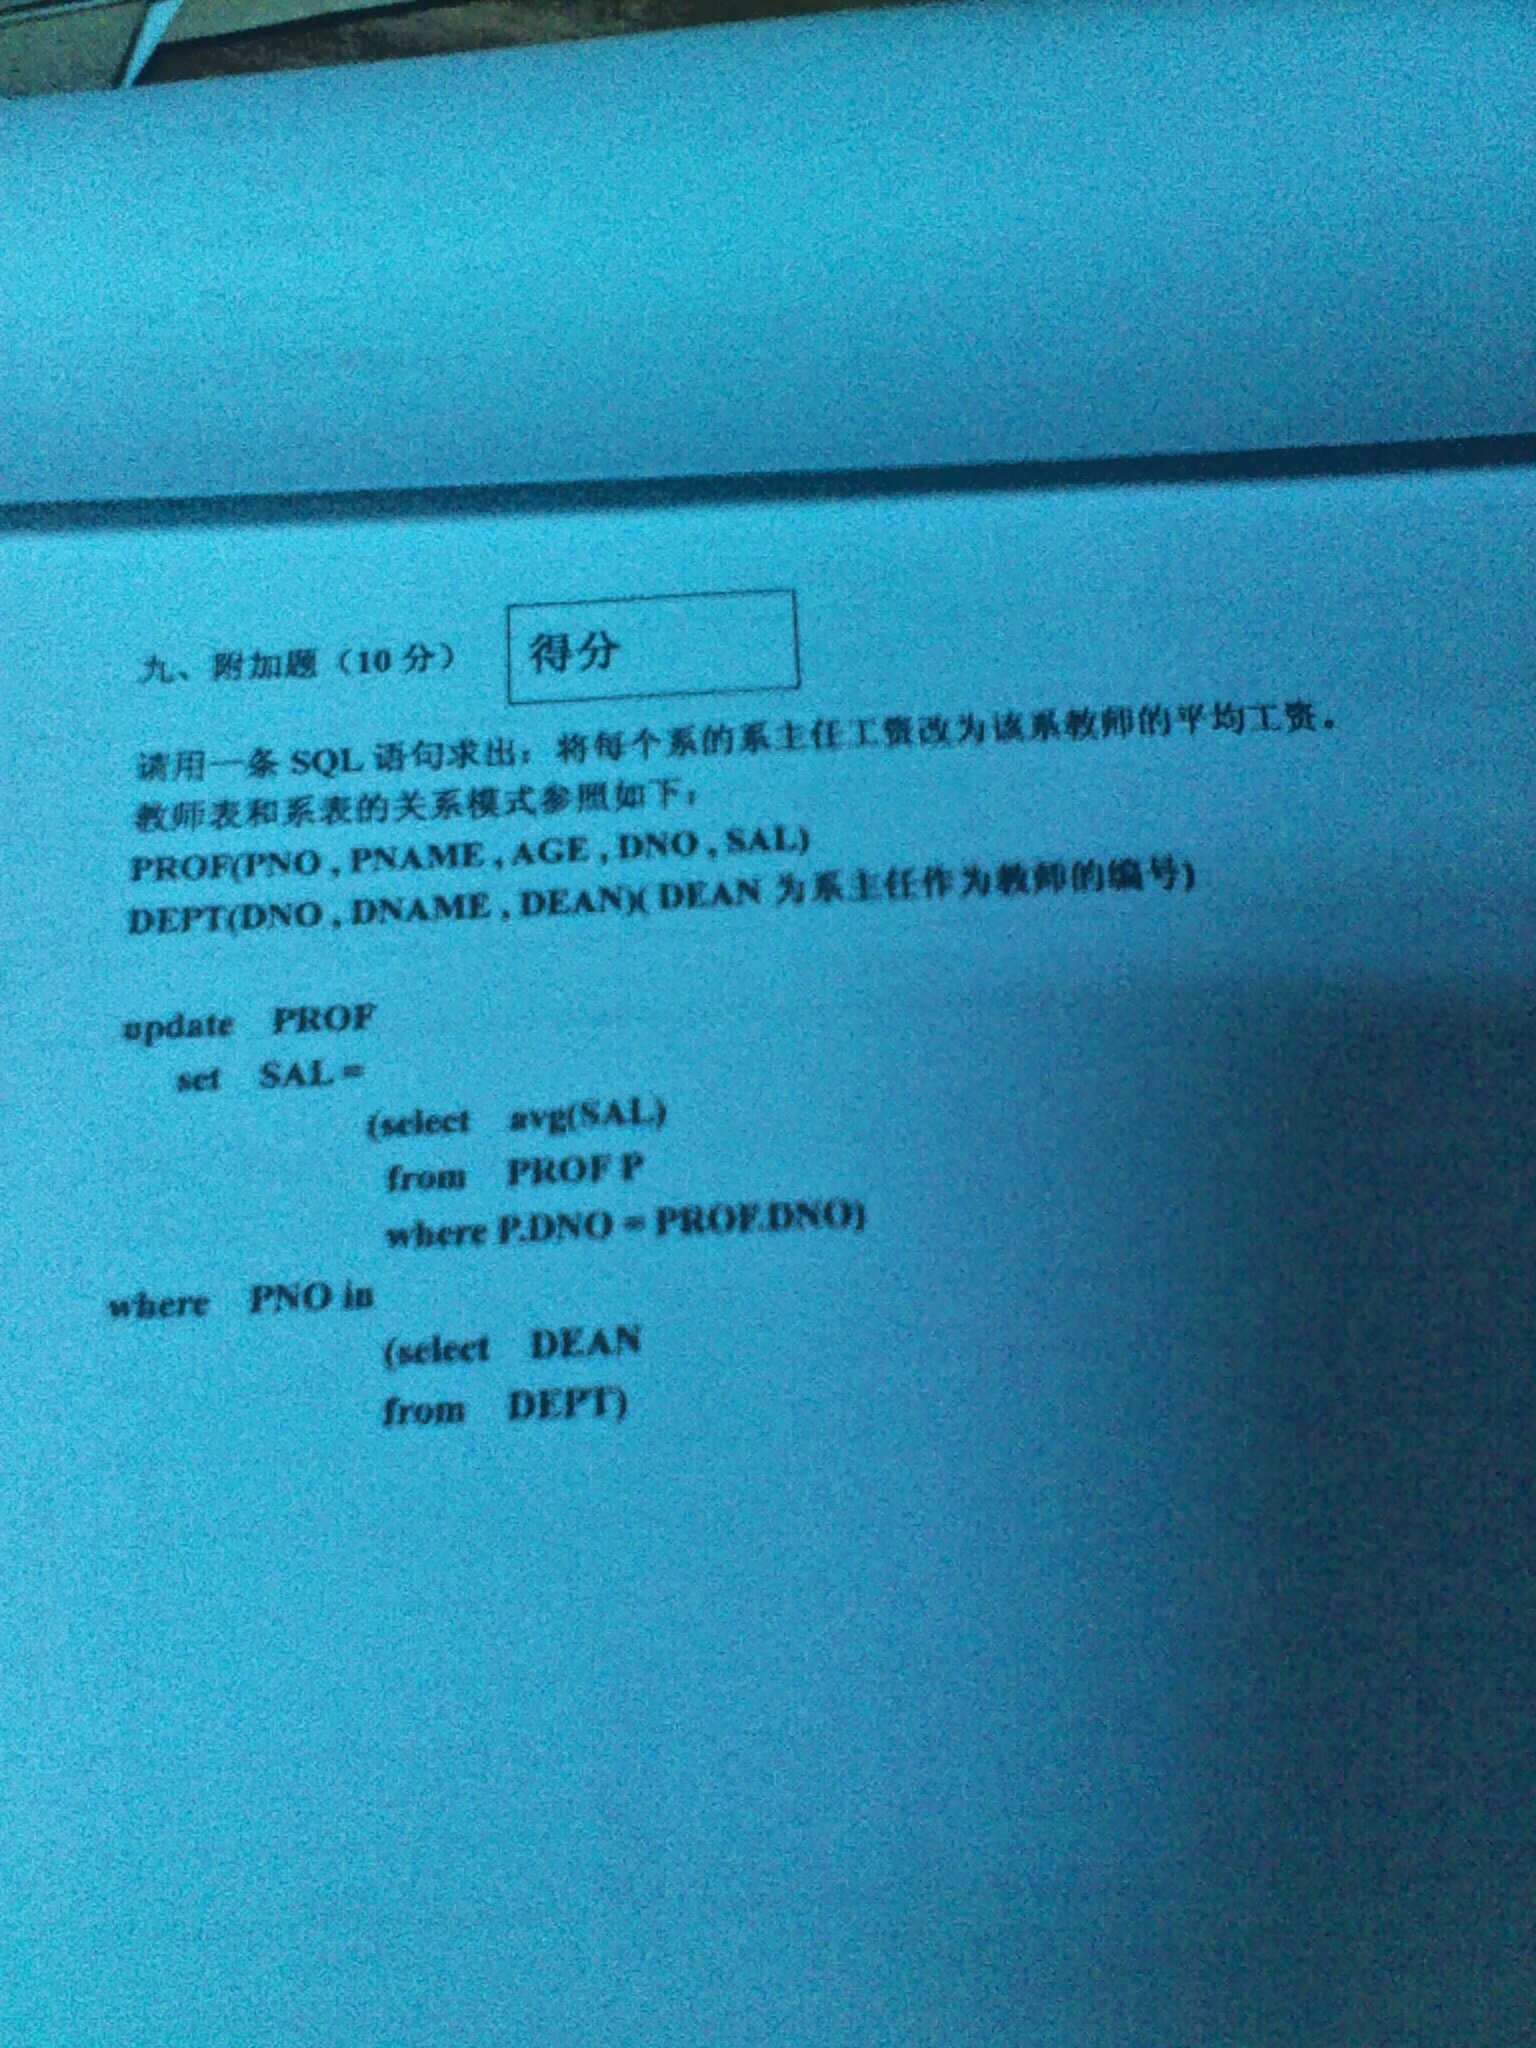 九、附加题（10 分）
得分
请用一条 SQL 语句求出：将每个系的系主任工资改为该系教师的平均工资。
教师表和系表的关系模式参照如下：
PROF(PNO , PNAME , AGE , DNO , SAL)
DEPT(DNO , DNAME , DEAN)( DEAN 为系主任作为教师的编号)
update PROF
set SAL =
(select avg(SAL)
from PROF P
where P.DNO = PROF.DNO)
where PNO in
(select DEAN
from DEPT)